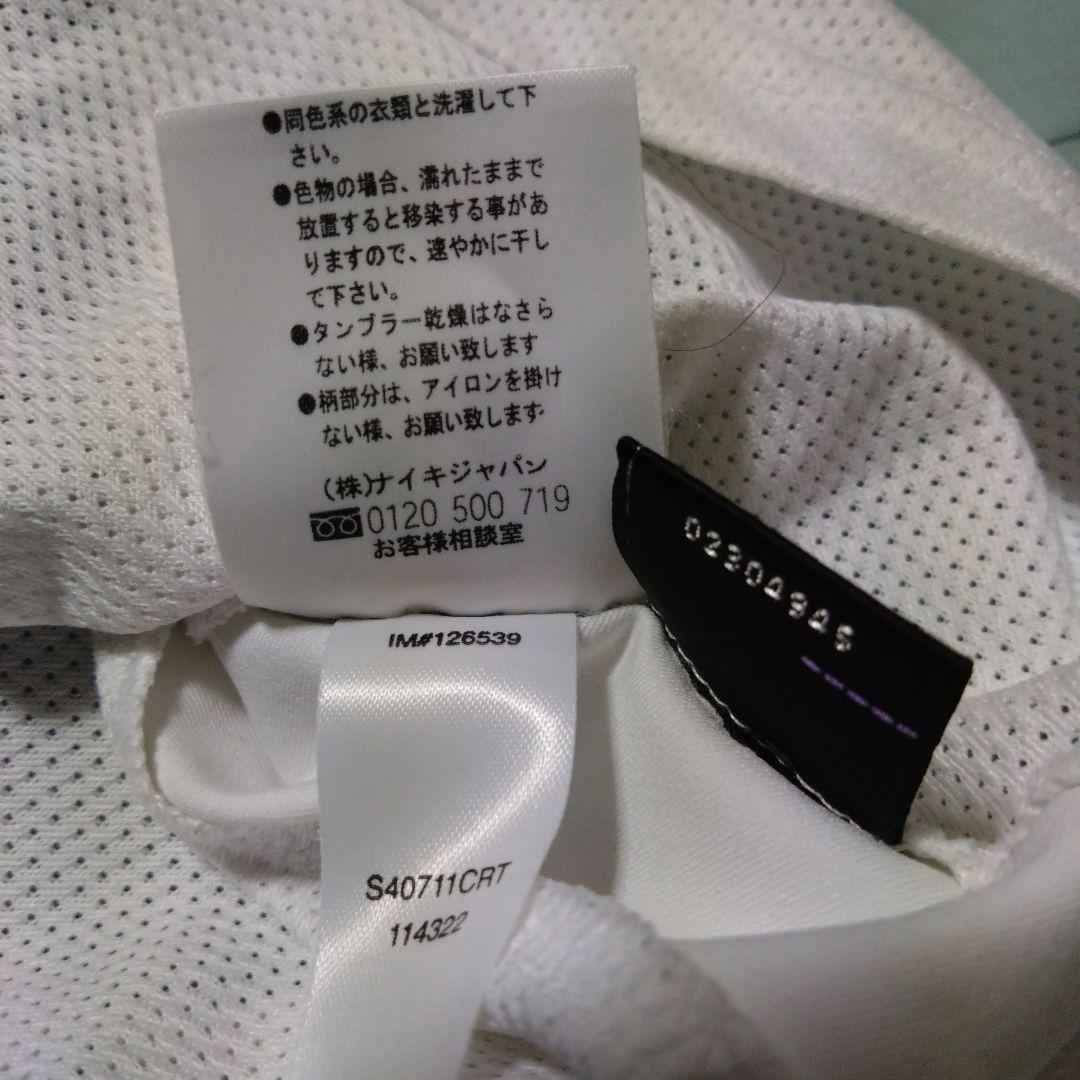 ●同色系の衣類と洗濯して下
さい。
●色物の場合、濡れたままで
放置すると移染する事があ
りますので、速やかに干し
て下さい。
●タンブラー乾燥はなさら
ない様、お願い致します
●柄部分は、アイロンを掛け
ない様、お願い致します
(株)ナイキジャパン
0120 500 719
お客様相談室
IM#126539
S40711CRT
114322